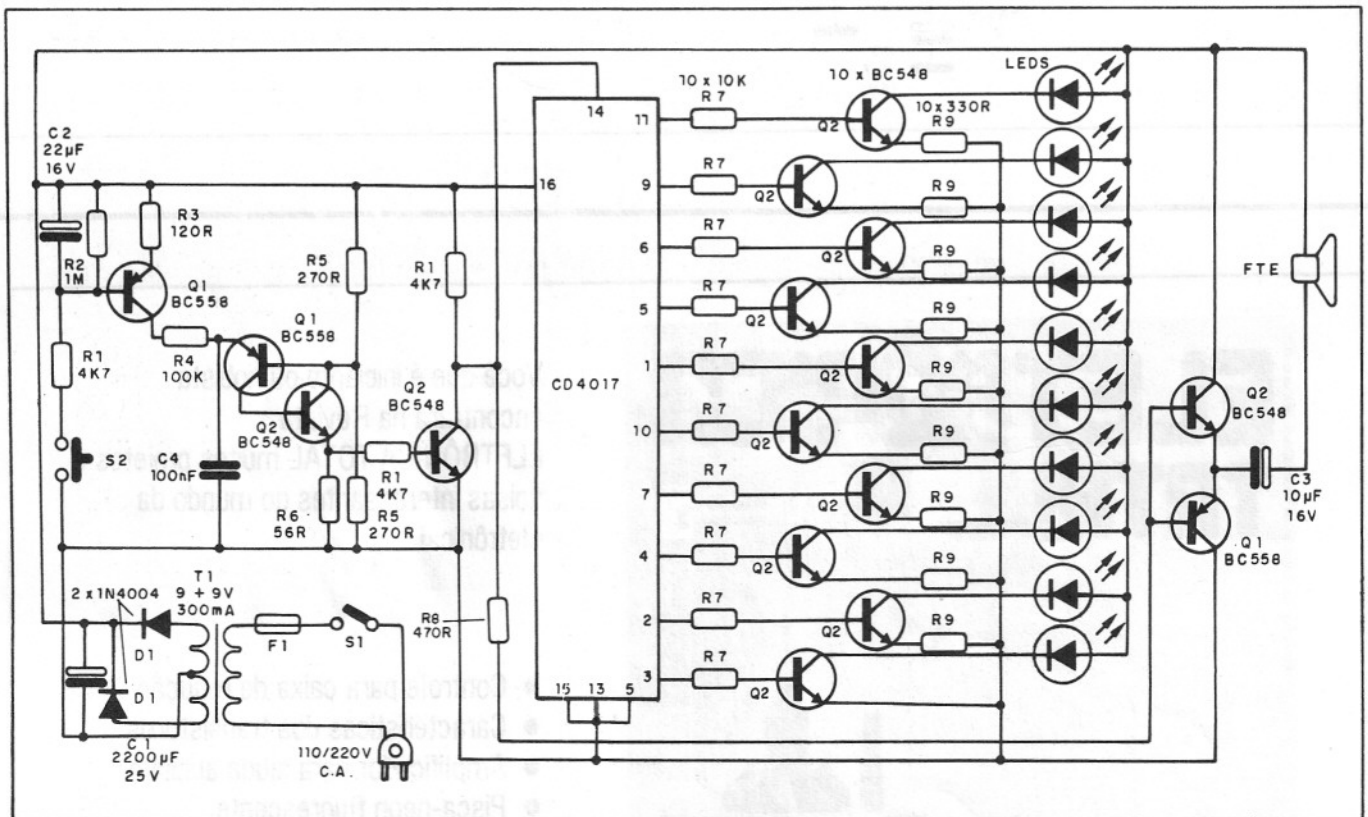 C2
22µF
16V
R3
120R
R2
1M
Q1
BC558
R1
4K7
S2
R4
100k
Q1
BC558
C4
100nF
Q2
BC548
R5
270R
R1
4K7
Q2
BC548
R1
4K7
R6
56R
R5
270R
R8
470R
T1
9 + 9V
300mA
2 x 1N4004
D1
D1
F1
S1
C1
2200µF
25V
110/220V
C.A.
CD4017
14
16
11
9
6
5
1
10
7
4
2
3
15 13 5
10 x 10K
R7
R7
R7
R7
R7
R7
R7
R7
R7
R7
10 x BC548
Q2
Q2
Q2
Q2
Q2
Q2
Q2
Q2
Q2
Q2
10x330R
R9
R9
R9
R9
R9
R9
R9
R9
R9
R9
LEDS
FTE
Q2
BC548
C3
10µF
16V
Q1
BC558